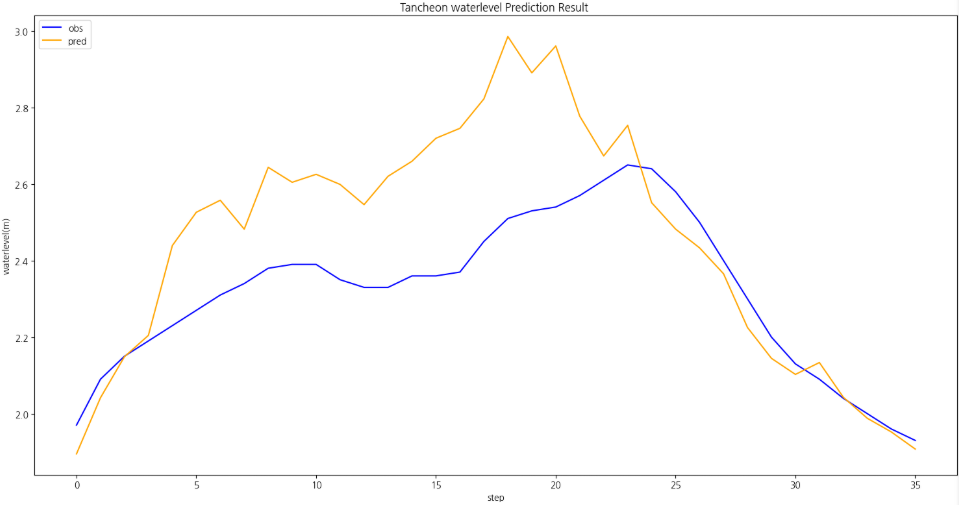 Tancheon waterlevel Prediction Result
obs
pred
waterlevel(m)
3.0
2.8
2.6
2.4
2.2
2.0
0 5 10 15 20 25 30 35
step